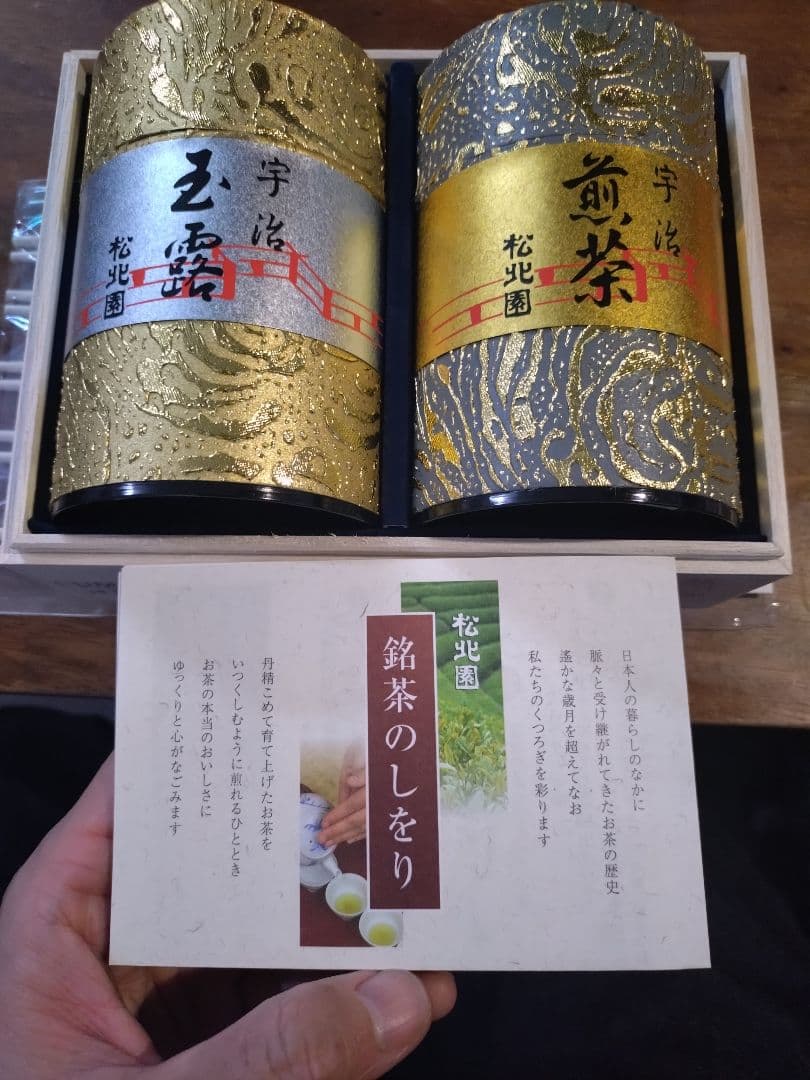 宇治
玉露
松北園
宇治
煎茶
松北園
松北園
銘茶のしをり
日本人の暮らしのなかに
脈々と受け継がれてきたお茶の歴史
遙かな歳月を超えてなお
私たちのくつろぎを彩ります
丹精こめて育て上げたお茶を
いつくしむように煎れるひととき
お茶の本当のおいしさに
ゆっくりと心がなごみます